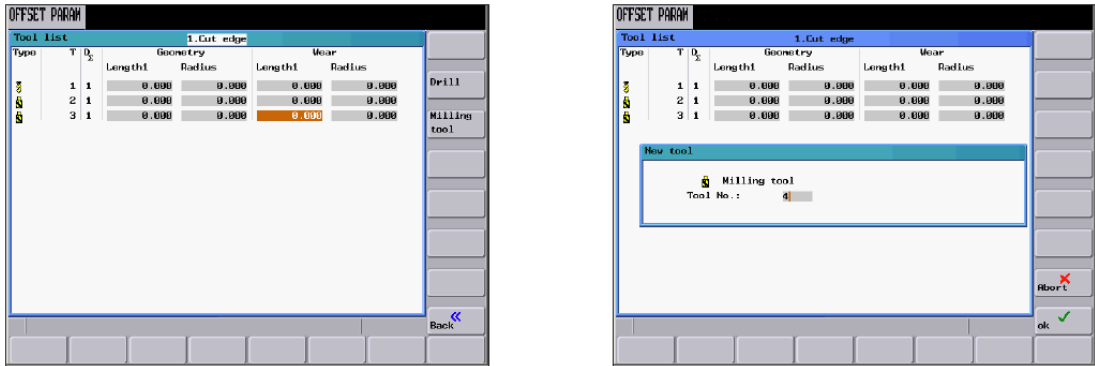 OFFSET PARAM
Tool list 1.Cut edge
Type T D Σ Geometry Wear
Length1 Radius Length1 Radius
1 1 0.000 0.000 0.000 0.000
2 1 0.000 0.000 0.000 0.000
3 1 0.000 0.000 0.000 0.000
Drill
Milling
tool
Back
OFFSET PARAM
Tool list 1.Cut edge
Type T D Σ Geometry Wear
Length1 Radius Length1 Radius
1 1 0.000 0.000 0.000 0.000
2 1 0.000 0.000 0.000 0.000
3 1 0.000 0.000 0.000 0.000
New tool
Milling tool
Tool No.: 4
Abort
ok